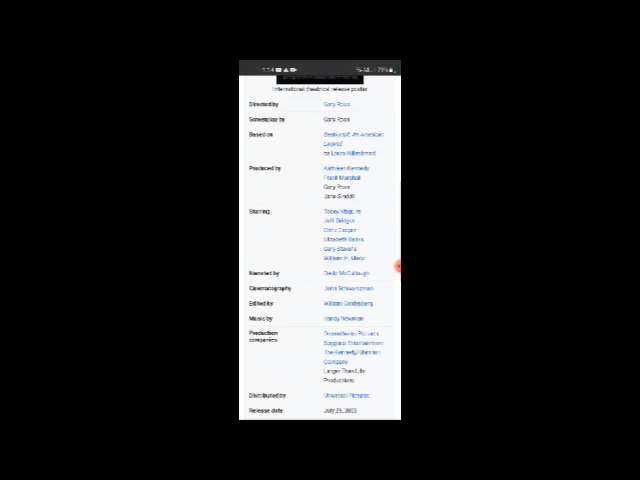 International theatrical release poster
Directed by Gary Ross
Screenplay by Gary Ross
Based on Seabiscuit: An American
Legend
by Laura Hillenbrand
Produced by Kathleen Kennedy
Frank Marshall
Gary Ross
Jane Sindell
Starring Tobey Maguire
Jeff Bridges
Chris Cooper
Elizabeth Banks
Gary Stevens
William H. Macy
Narrated by David McCullough
Cinematography John Schwartzman
Edited by William Goldenberg
Music by Randy Newman
Production
companies
DreamWorks Pictures
Spyglass Entertainment
The Kennedy/Marshall
Company
Larger Than Life
Productions
Distributed by Universal Pictures
Release date July 25, 2003